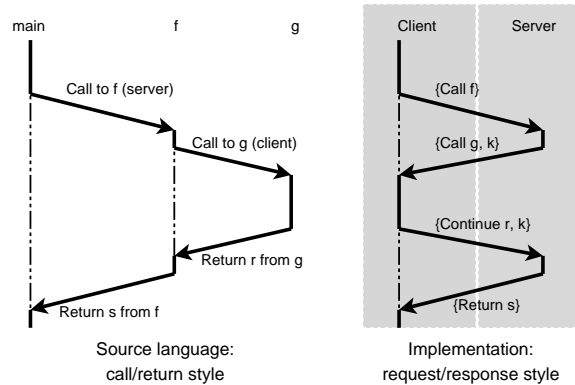 main
f
g
Call to f (server)
Call to g (client)
Return r from g
Return s from f
Source language:
call/return style
Client
Server
{Call f}
{Call g, k}
{Continue r, k}
{Return s}
Implementation:
request/response style